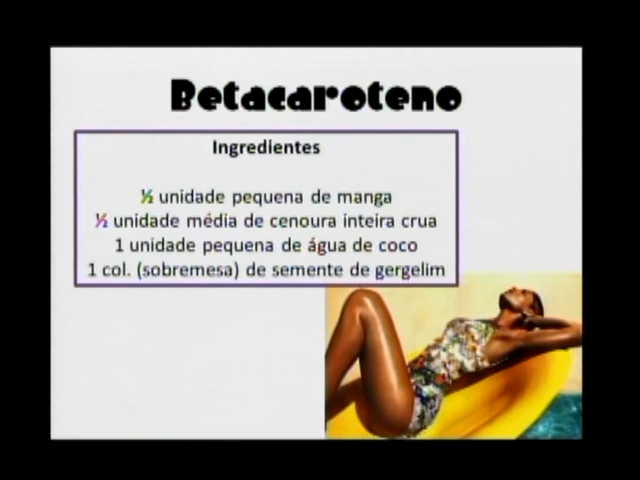 Betacaroteno
Ingredientes
½ unidade pequena de manga
½ unidade média de cenoura inteira crua
1 unidade pequena de água de coco
1 col. (sobremesa) de semente de gergelim